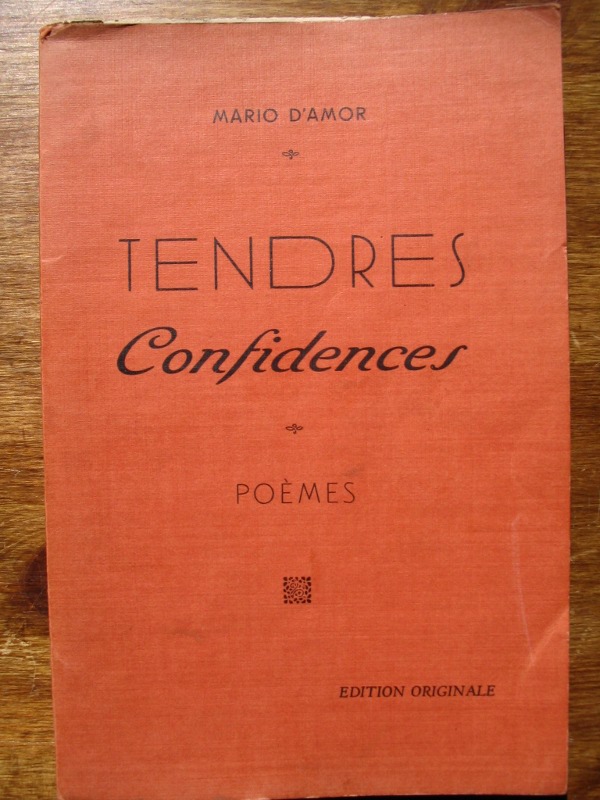 MARIO D'AMOR
TENDRES
Confidences
POÈMES
EDITION ORIGINALE